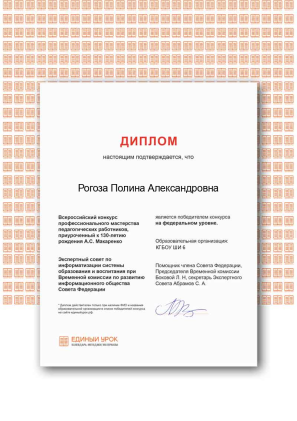 ДИПЛОМ
настоящим подтверждается, что
Рогоза Полина Александровна
Всероссийский конкурс
профессионального мастерства
педагогических работников,
приуроченный к 130-летию
рождения А.С. Макаренко
является победителем конкурса
на федеральном уровне.
Образовательная организация:
КГБОУ ШИ 6
Экспертный совет по
информатизации системы
образования и воспитания при
Временной комиссии по развитию
информационного общества
Совета Федерации
Помощник члена Совета Федерации,
Председателя Временной комиссии
Боковой Л. Н, секретарь Экспертного
Совета Абрамов С. А.
ЕДИНЫЙ УРОК